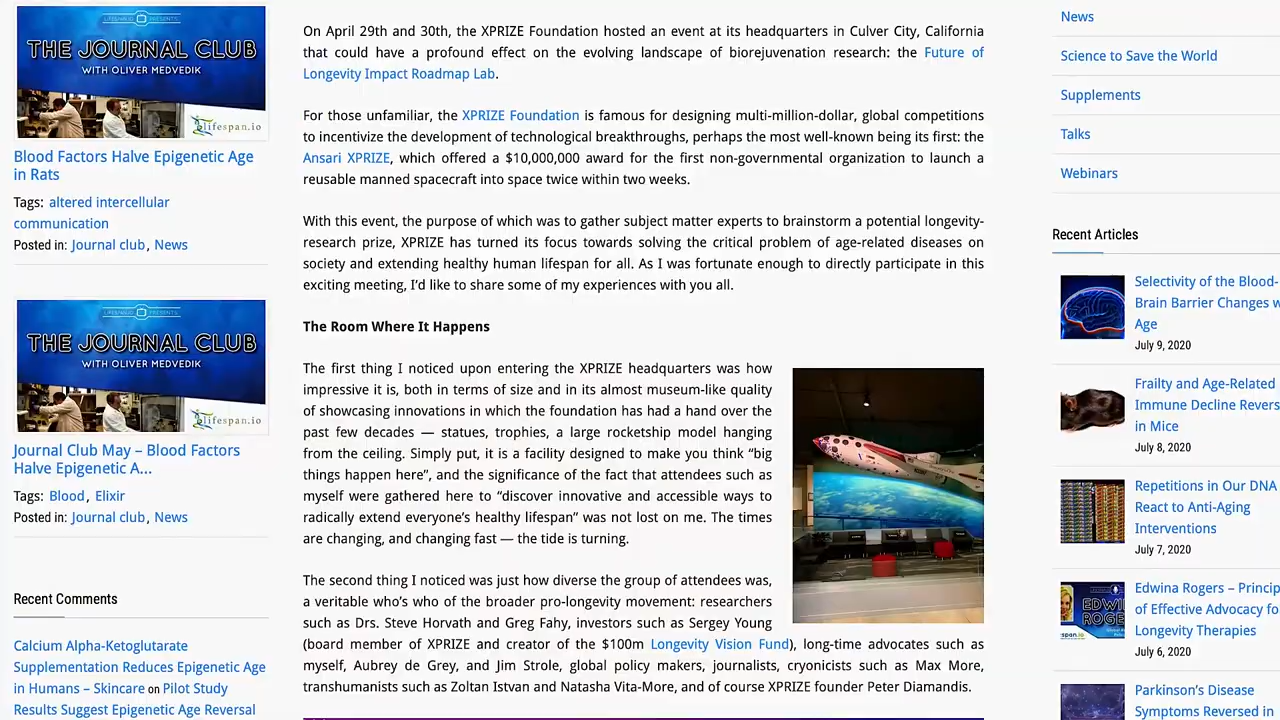 LIFESPAN.IO PRESENTS
THE JOURNAL CLUB
WITH OLIVER MEDVEDIK
lifespan.io
Blood Factors Halve Epigenetic Age
in Rats
Tags: altered intercellular
communication
Posted in: Journal club, News
LIFESPAN.IO PRESENTS
THE JOURNAL CLUB
WITH OLIVER MEDVEDIK
lifespan.io
Journal Club May – Blood Factors
Halve Epigenetic A...
Tags: Blood, Elixir
Posted in: Journal club, News
Recent Comments
Calcium Alpha-Ketoglutarate
Supplementation Reduces Epigenetic Age
in Humans – Skincare on Pilot Study
Results Suggest Epigenetic Age Reversal
On April 29th and 30th, the XPRIZE Foundation hosted an event at its headquarters in Culver City, California
that could have a profound effect on the evolving landscape of biorejuvenation research: the Future of
Longevity Impact Roadmap Lab.
For those unfamiliar, the XPRIZE Foundation is famous for designing multi-million-dollar, global competitions
to incentivize the development of technological breakthroughs, perhaps the most well-known being its first: the
Ansari XPRIZE, which offered a $10,000,000 award for the first non-governmental organization to launch a
reusable manned spacecraft into space twice within two weeks.
With this event, the purpose of which was to gather subject matter experts to brainstorm a potential longevity-
research prize, XPRIZE has turned its focus towards solving the critical problem of age-related diseases on
society and extending healthy human lifespan for all. As I was fortunate enough to directly participate in this
exciting meeting, I’d like to share some of my experiences with you all.
The Room Where It Happens
The first thing I noticed upon entering the XPRIZE headquarters was how
impressive it is, both in terms of size and in its almost museum-like quality
of showcasing innovations in which the foundation has had a hand over the
past few decades — statues, trophies, a large rocketship model hanging
from the ceiling. Simply put, it is a facility designed to make you think “big
things happen here”, and the significance of the fact that attendees such as
myself were gathered here to “discover innovative and accessible ways to
radically extend everyone’s healthy lifespan” was not lost on me. The times
are changing, and changing fast — the tide is turning.
The second thing I noticed was just how diverse the group of attendees was,
a veritable who’s who of the broader pro-longevity movement: researchers
such as Drs. Steve Horvath and Greg Fahy, investors such as Sergey Young
(board member of XPRIZE and creator of the $100m Longevity Vision Fund), long-time advocates such as
myself, Aubrey de Grey, and Jim Strole, global policy makers, journalists, cryonicists such as Max More,
transhumanists such as Zoltan Istvan and Natasha Vita-More, and of course XPRIZE founder Peter Diamandis.
News
Science to Save the World
Supplements
Talks
Webinars
Recent Articles
Selectivity of the Blood-
Brain Barrier Changes w
Age
July 9, 2020
Frailty and Age-Related
Immune Decline Revers
in Mice
July 8, 2020
Repetitions in Our DNA
React to Anti-Aging
Interventions
July 7, 2020
EDWI
ROGE
span.io
Edwina Rogers – Princip
of Effective Advocacy fo
Longevity Therapies
July 6, 2020
Parkinson’s Disease
Symptoms Reversed in